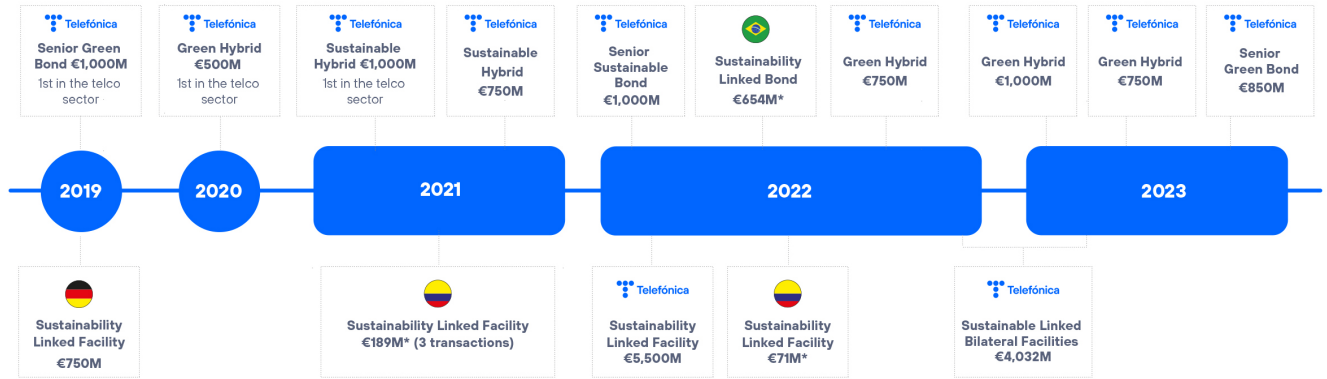 Telefónica
Senior Green
Bond €1,000M
1st in the telco
sector
Telefónica
Green Hybrid
€500M
1st in the telco
sector
Telefónica
Sustainable
Hybrid €1,000M
1st in the telco
sector
Telefónica
Sustainable
Hybrid
€750M
Telefónica
Senior
Sustainable
Bond
€1,000M
Sustainability
Linked Bond
€654M*
Telefónica
Green Hybrid
€750M
Telefónica
Green Hybrid
€1,000M
Telefónica
Green Hybrid
€750M
Telefónica
Senior
Green Bond
€850M
2019
2020
2021
2022
2023
Sustainability
Linked Facility
€750M
Sustainability Linked Facility
€189M* (3 transactions)
Telefónica
Sustainability
Linked Facility
€5,500M
Sustainability
Linked Facility
€71M*
Telefónica
Sustainable Linked
Bilateral Facilities
€4,032M